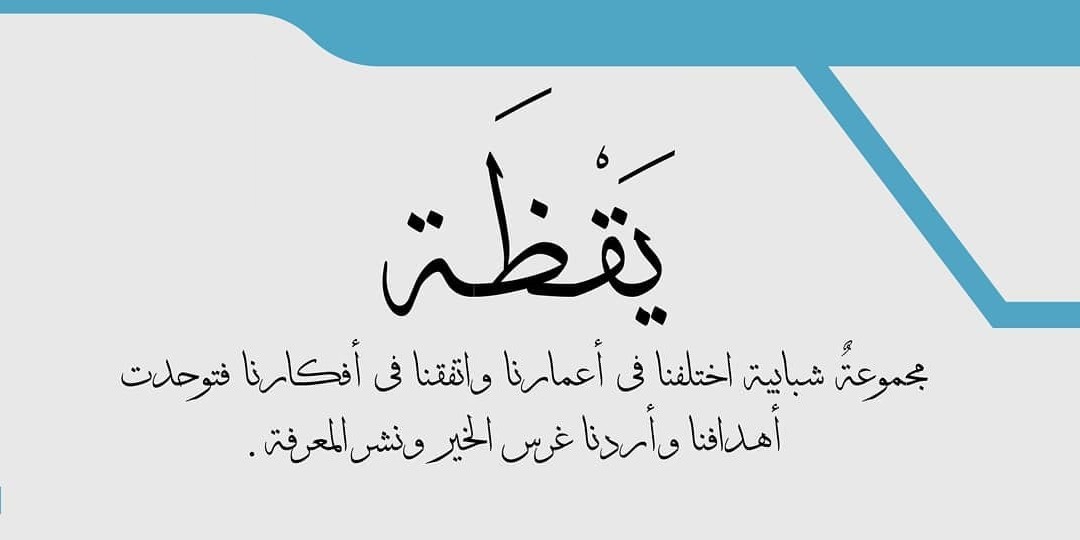 يَقْظَة
مجموعةٌ شبابية اختلفنا فى أعمارنا واتفقنا فى أفكارنا فتوحدت
أهدافنا وأردنا غرس الخير ونشر المعرفة .